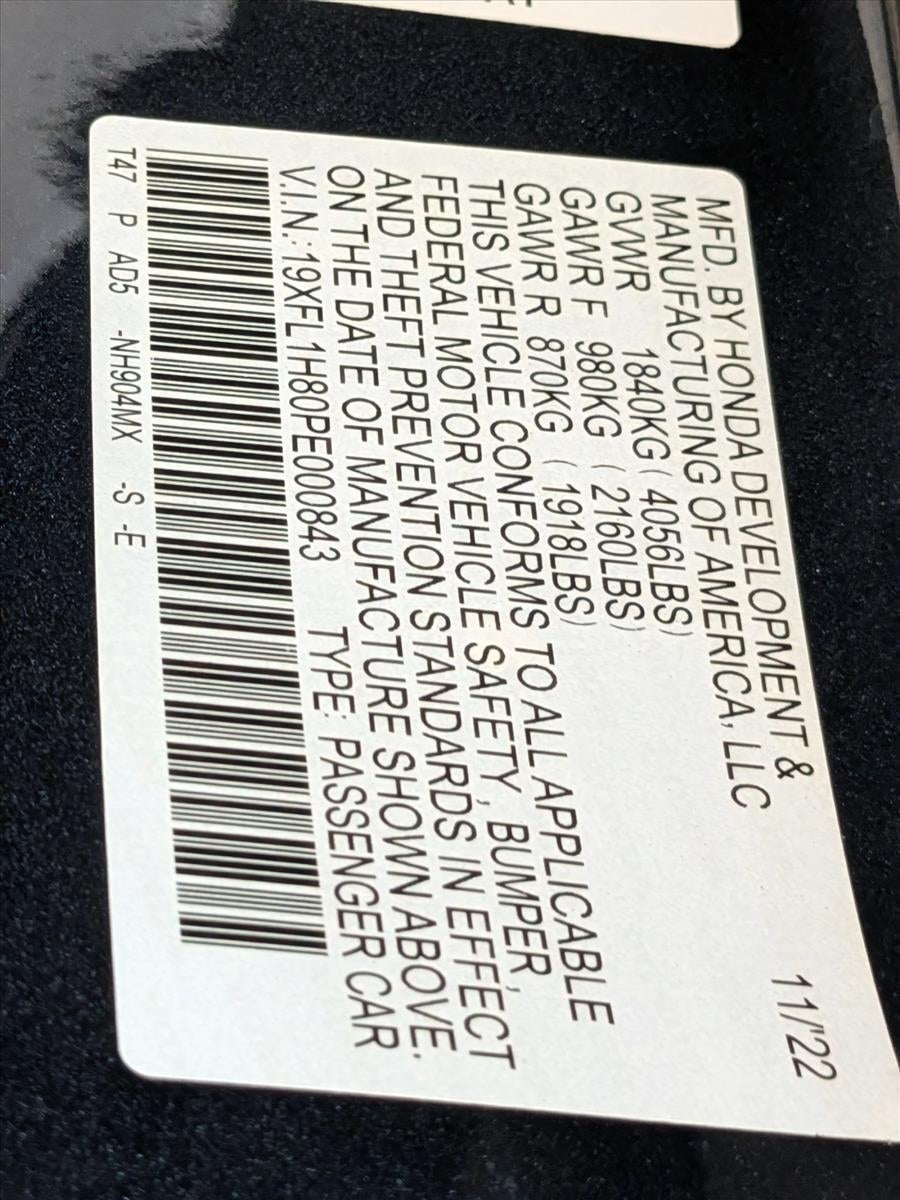 MFD. BY HONDA DEVELOPMENT &
MANUFACTURING OF AMERICA, LLC 11/'22
GVWR 1840KG ( 4056LBS)
GAWR F 980KG ( 2160LBS)
GAWR R 870KG ( 1918LBS)
THIS VEHICLE CONFORMS TO ALL APPLICABLE
FEDERAL MOTOR VEHICLE SAFETY, BUMPER,
AND THEFT PREVENTION STANDARDS IN EFFECT
ON THE DATE OF MANUFACTURE SHOWN ABOVE.
V.I.N.:19XFL1H80PE000843 TYPE: PASSENGER CAR
T47 P AD5 -NH904MX -S -E